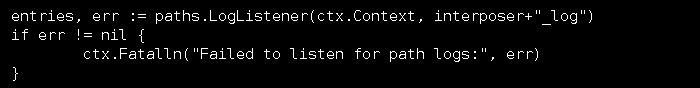 entries, err := paths.LogListener(ctx.Context, interposer+"_log")
if err != nil {
        ctx.Fatalln("Failed to listen for path logs:", err)
}